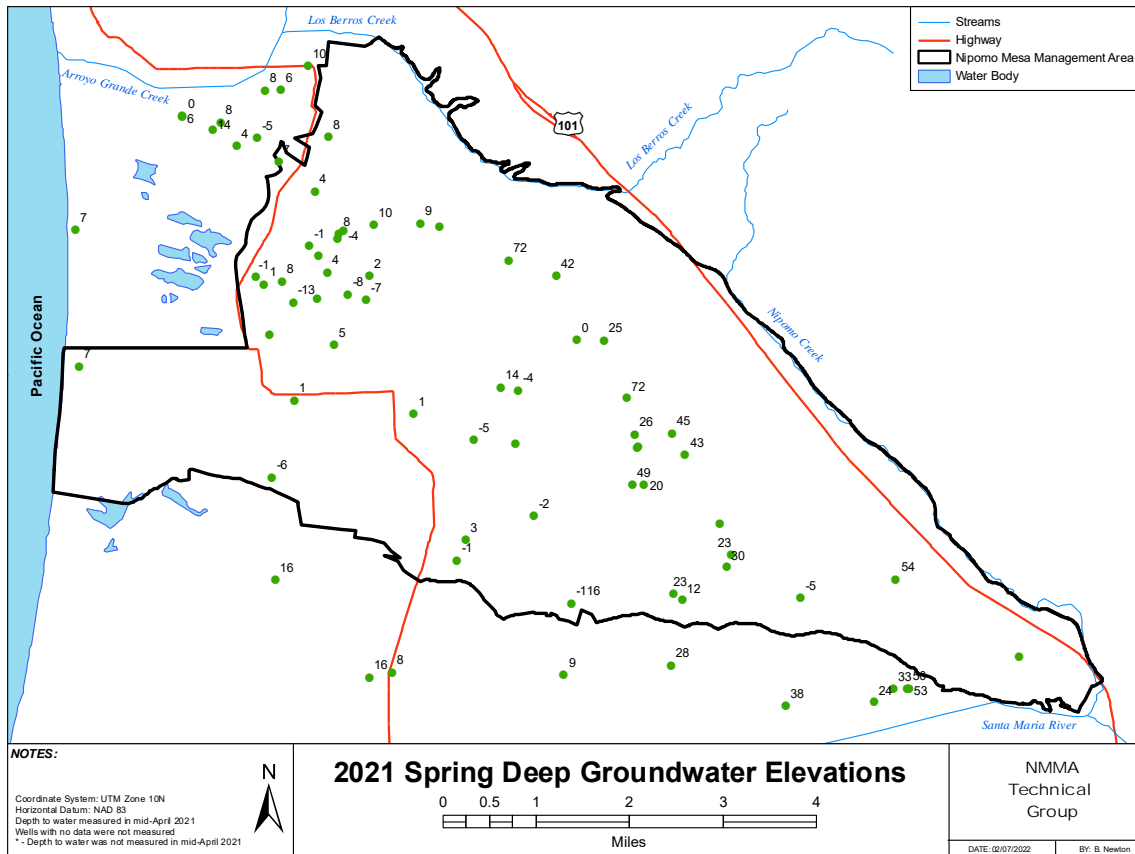 Los Berros Creek
Streams
Highway
Nipomo Mesa Management Area
Water Body
10
Arroyo Grande Creek
8 6
0
6
8
14
4
-5
7
8
101
Los Berros Creek
4
7
10
9
8
-4
-1
72
42
-1
1
8
4
2
-13
-8
-7
0
25
5
Nipomo Creek
Pacific Ocean
7
14
-4
72
1
1
-5
26
45
43
-6
49
20
-2
3
-1
23
30
16
54
-116
23
12
-5
28
16
8
9
33
50
53
24
38
Santa Maria River
NOTES:
Coordinate System: UTM Zone 10N
Horizontal Datum: NAD 83
Depth to water measured in mid-April 2021
Wells with no data were not measured
* - Depth to water was not measured in mid-April 2021
N
2021 Spring Deep Groundwater Elevations
0 0.5 1 2 3 4
Miles
NMMA
Technical
Group
DATE: 02/07/2022 BY: B. Newton